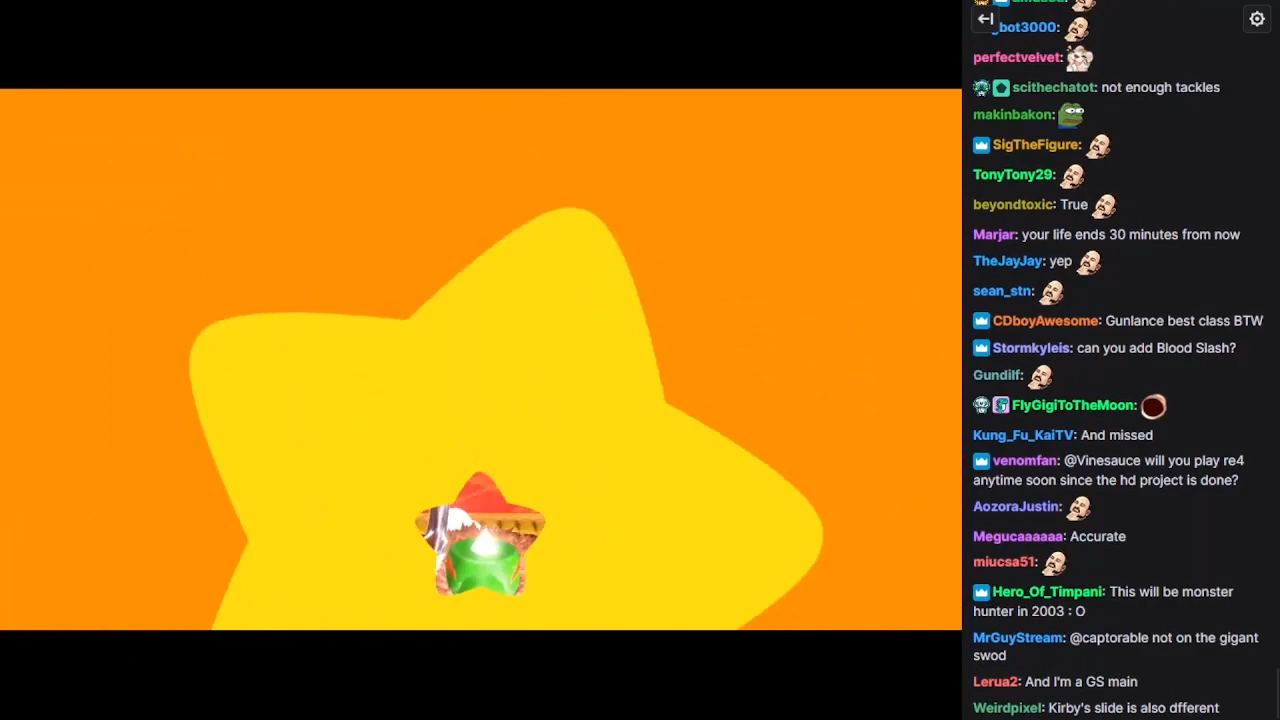 gbot3000:
perfectvelvet:
scithechatot: not enough tackles
makinbakon:
SigTheFigure:
TonyTony29:
beyondtoxic: True
Marjar: your life ends 30 minutes from now
TheJayJay: yep
sean_stn:
CDboyAwesome: Gunlance best class BTW
Stormkyleis: can you add Blood Slash?
Gundilf:
FlyGigiToTheMoon:
Kung_Fu_KaiTV: And missed
venomfan: @Vinesauce will you play re4
anytime soon since the hd project is done?
AozoraJustin:
Megucaaaaaa: Accurate
miucsa51:
Hero_Of_Timpani: This will be monster
hunter in 2003 : O
MrGuyStream: @captorable not on the gigant
swod
Lerua2: And I'm a GS main
Weirdpixel: Kirby's slide is also dfferent